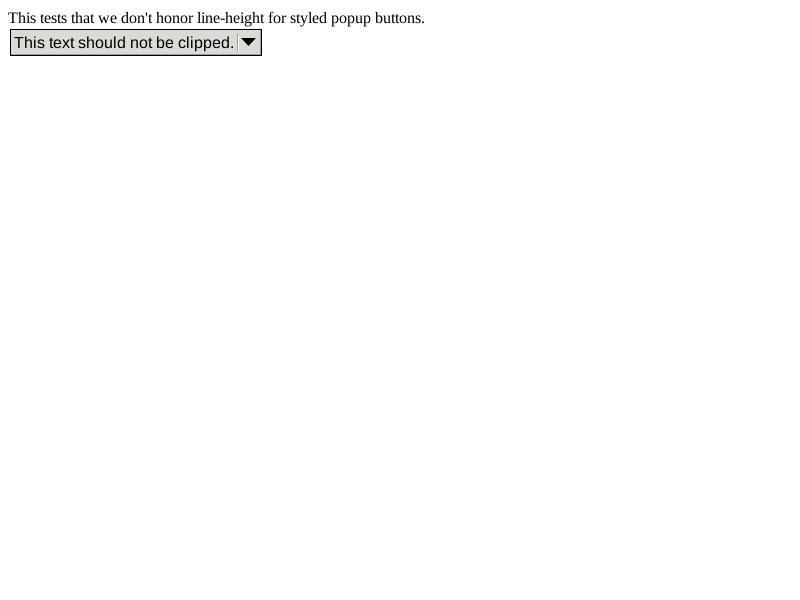 This tests that we don't honor line-height for styled popup buttons.
This text should not be clipped.